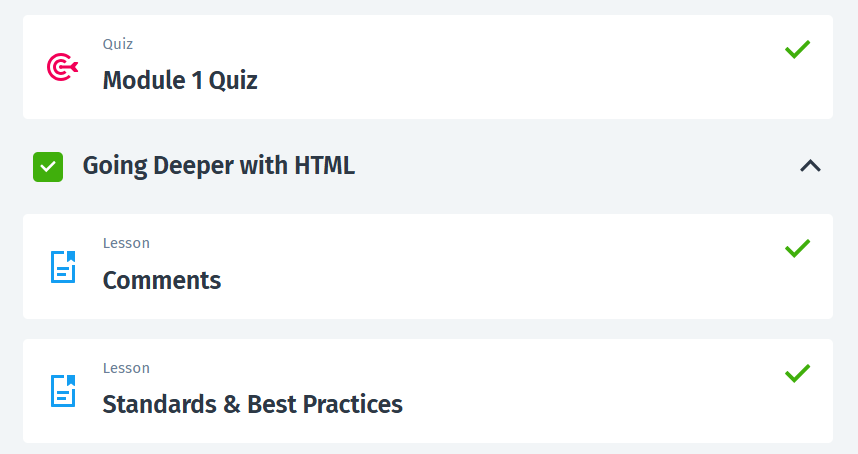 Quiz
Module 1 Quiz
Going Deeper with HTML
Lesson
Comments
Lesson
Standards & Best Practices